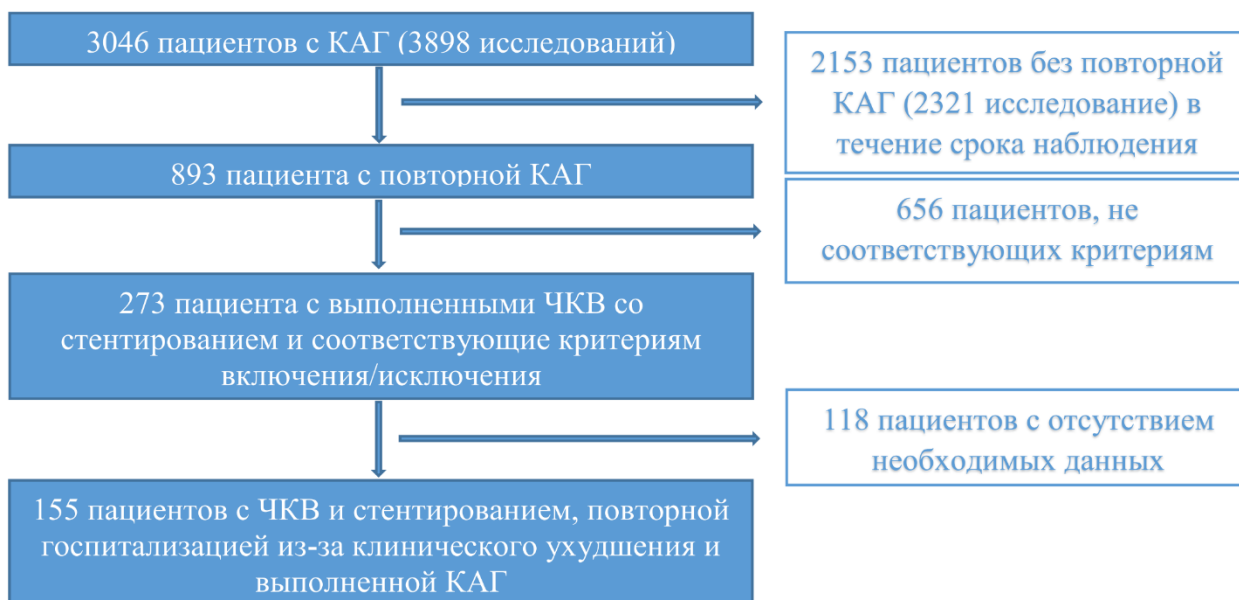 3046 пациентов с КАГ (3898 исследований)
2153 пациентов без повторной
КАГ (2321 исследование) в
течение срока наблюдения
893 пациента с повторной КАГ
656 пациентов, не
соответствующих критериям
273 пациента с выполненными ЧКВ со
стентированием и соответствующие критериям
включения/исключения
118 пациентов с отсутствием
необходимых данных
155 пациентов с ЧКВ и стентированием, повторной
госпитализацией из-за клинического ухудшения и
выполненной КАГ